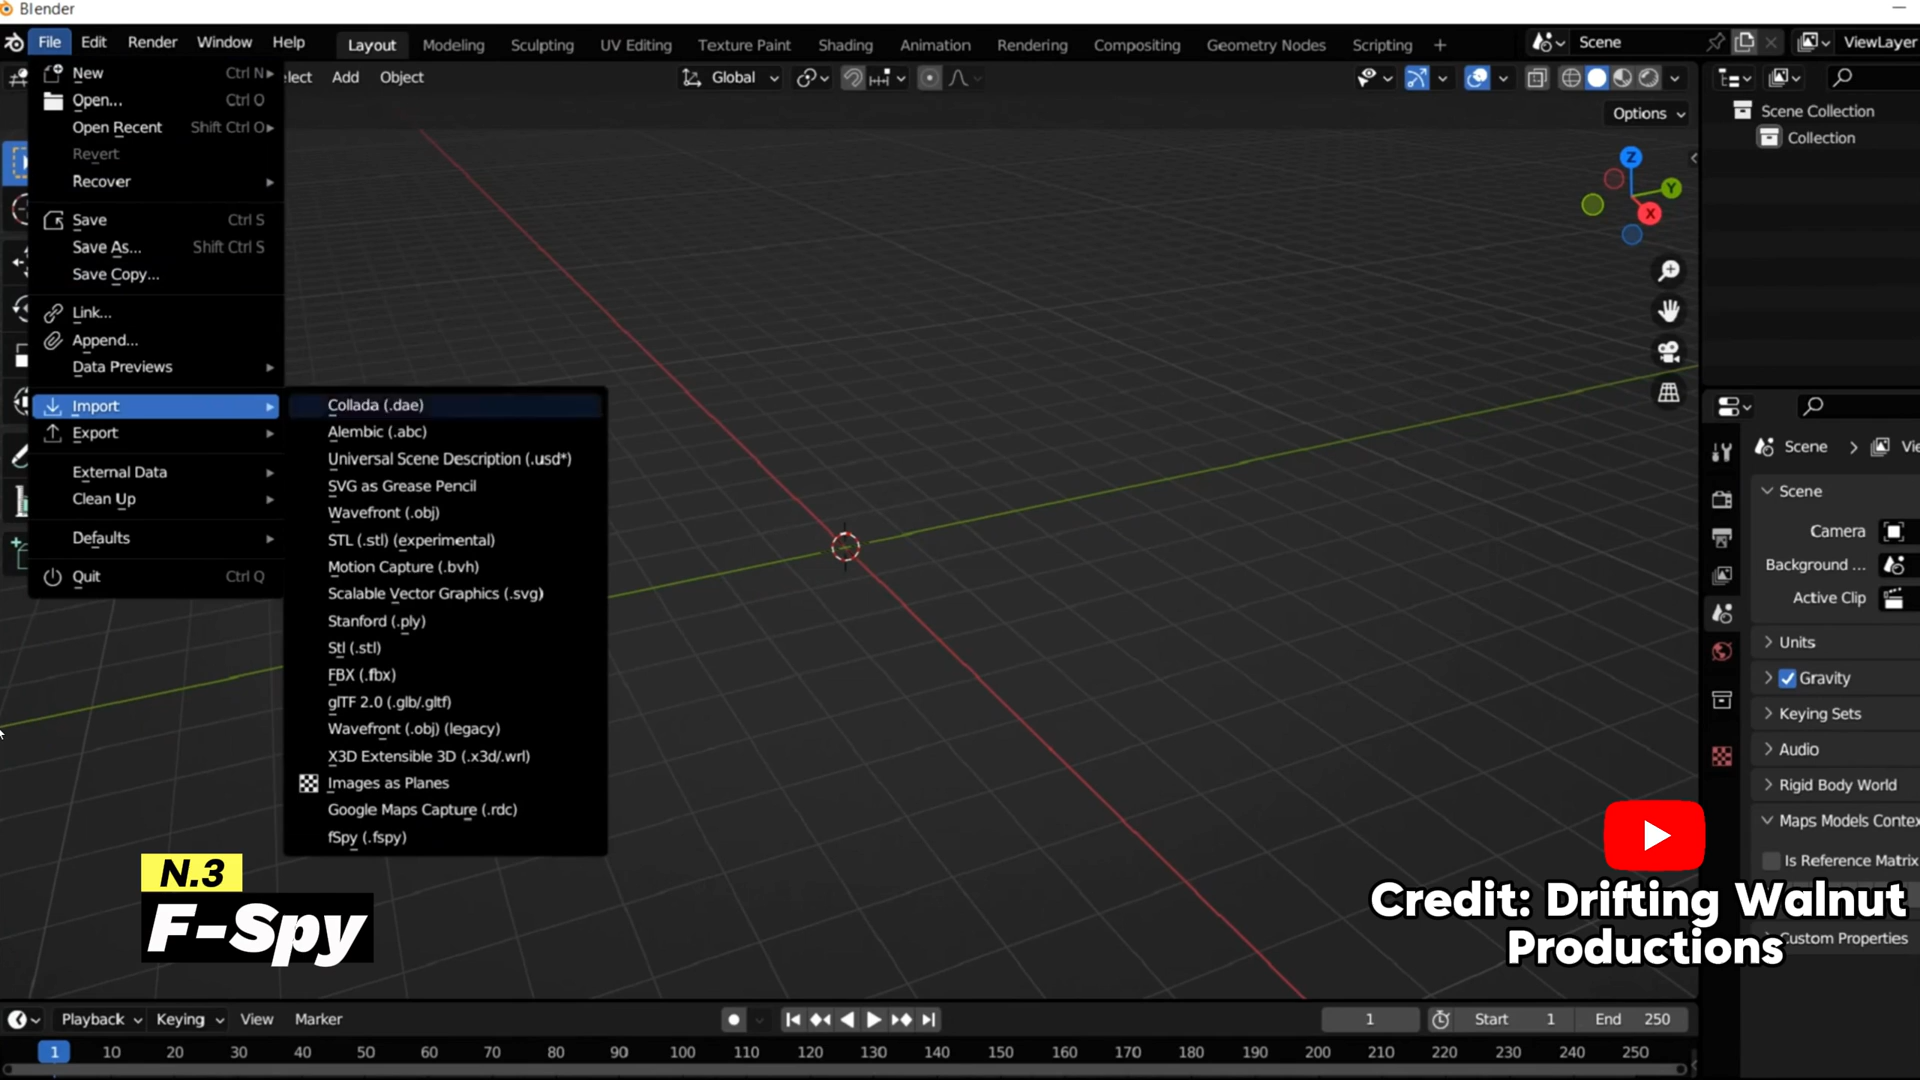 Blender
File Edit Render Window Help
Layout Modeling Sculpting UV Editing Texture Paint Shading Animation Rendering Compositing Geometry Nodes Scripting +
Scene
ViewLayer
New Ctrl N
Open... Ctrl O
Open Recent Shift Ctrl O
Revert
Recover
Save Ctrl S
Save As... Shift Ctrl S
Save Copy...
Link...
Append...
Data Previews
Import
Export
External Data
Clean Up
Defaults
Quit Ctrl Q
Add Object
Global
Options
Z
Y
X
Collada (.dae)
Alembic (.abc)
Universal Scene Description (.usd*)
SVG as Grease Pencil
Wavefront (.obj)
STL (.stl) (experimental)
Motion Capture (.bvh)
Scalable Vector Graphics (.svg)
Stanford (.ply)
Stl (.stl)
FBX (.fbx)
glTF 2.0 (.glb/.gltf)
Wavefront (.obj) (legacy)
X3D Extensible 3D (.x3d/.wrl)
Images as Planes
Google Maps Capture (.rdc)
fSpy (.fspy)
Scene Collection
Collection
Scene
Scene
Camera
Background ...
Active Clip
Units
Gravity
Keying Sets
Audio
Rigid Body World
Maps Models Contex
Is Reference Matrix
Custom Properties
N.3
F-Spy
Credit: Drifting Walnut
Productions
Playback Keying View Marker
1 Start 1 End 250
1 10 20 30 40 50 60 70 80 90 100 110 120 130 140 150 160 170 180 190 200 210 220 230 240 250